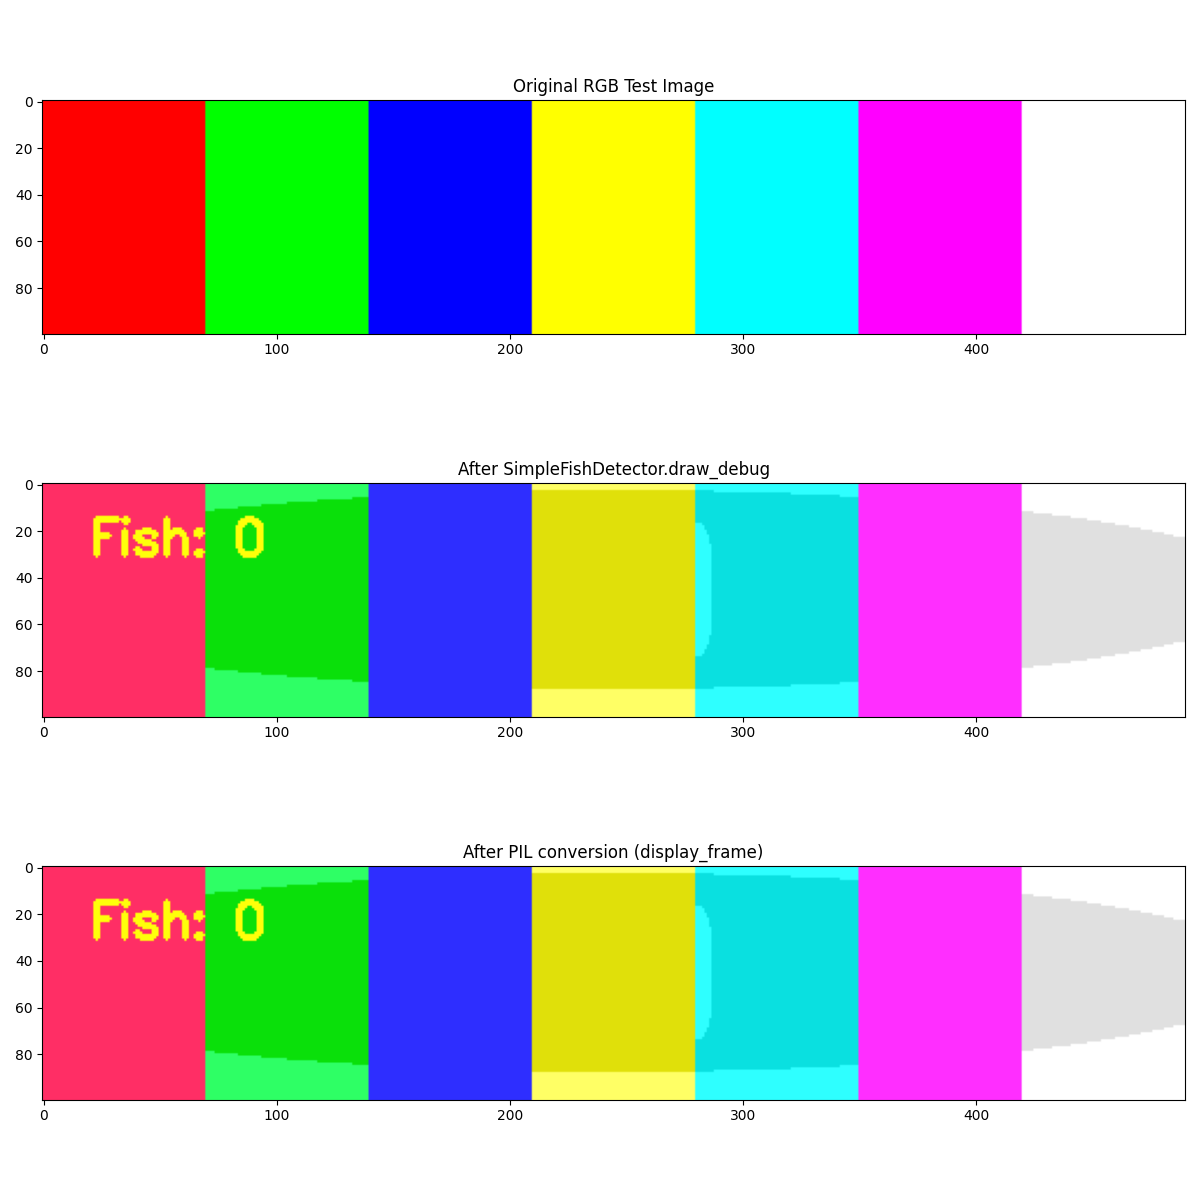 Original RGB Test Image
0
20
40
60
80
0 100 200 300 400
After SimpleFishDetector.draw_debug
0
20
Fish: 0
40
60
80
0 100 200 300 400
After PIL conversion (display_frame)
0
20
Fish: 0
40
60
80
0 100 200 300 400